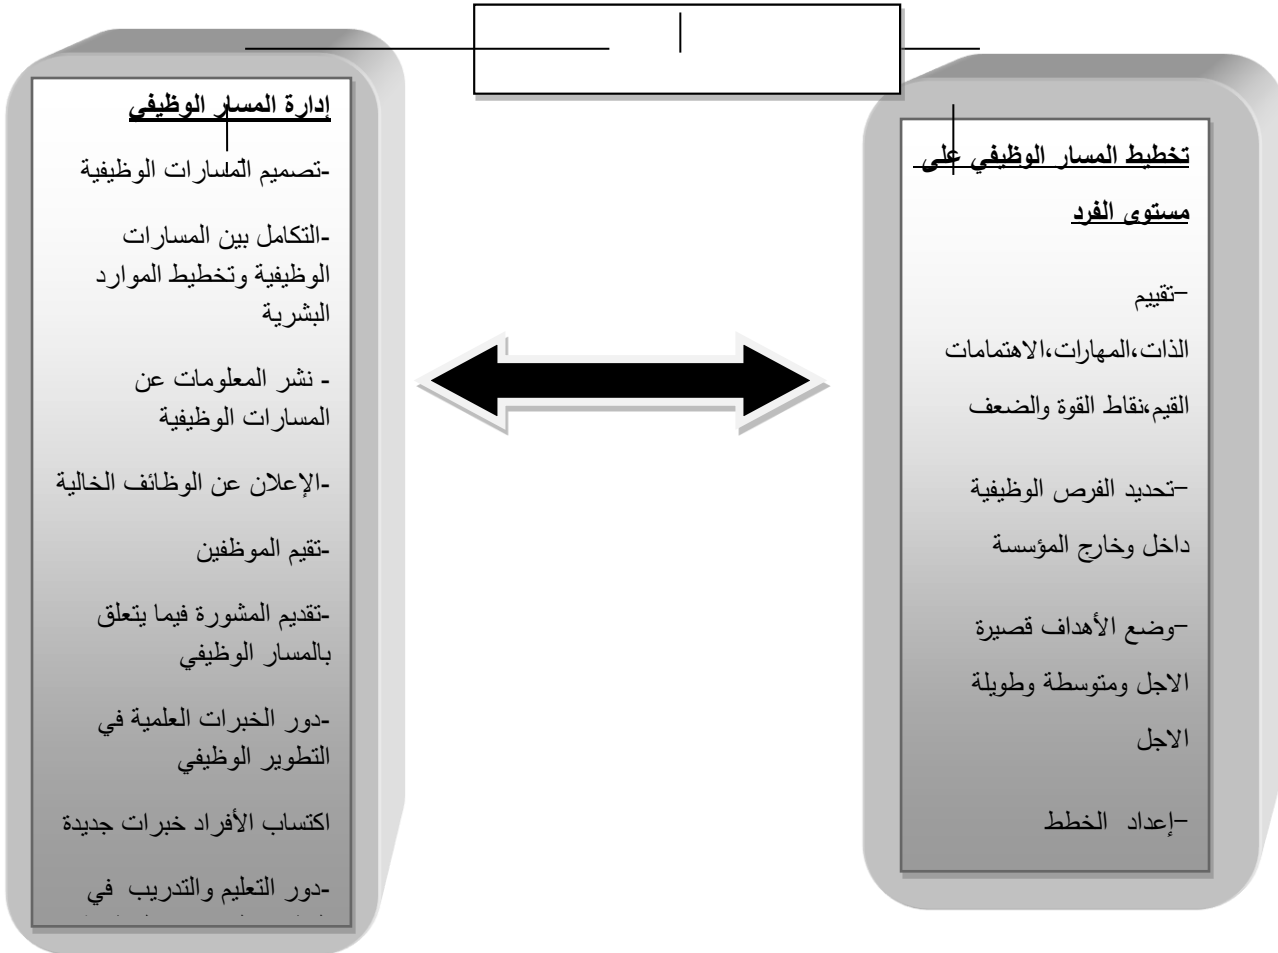 تخطيط المسار الوظيفي على
مستوى الفرد
–تقييم
الذات،المهارات،الاهتمامات
القيم،نقاط القوة والضعف
–تحديد الفرص الوظيفية
داخل وخارج المؤسسة
–وضع الأهداف قصيرة
الاجل ومتوسطة وطويلة
الاجل
–إعداد الخطط
إدارة المسار الوظيفي
-تصميم المسارات الوظيفية
-التكامل بين المسارات
الوظيفية وتخطيط الموارد
البشرية
- نشر المعلومات عن
المسارات الوظيفية
-الإعلان عن الوظائف الخالية
-تقيم الموظفين
-تقديم المشورة فيما يتعلق
بالمسار الوظيفي
-دور الخبرات العلمية في
التطوير الوظيفي
اكتساب الأفراد خبرات جديدة
-دور التعليم والتدريب في